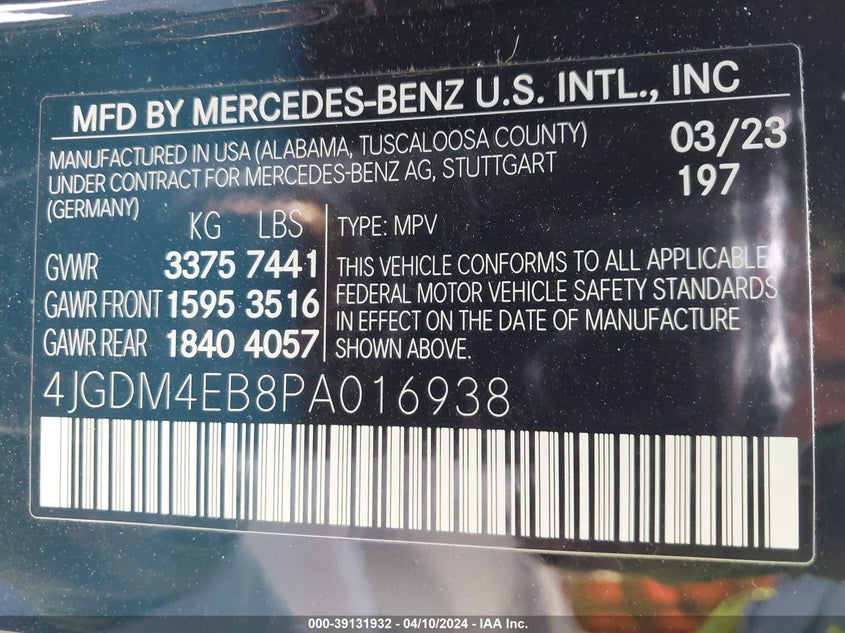 MFD BY MERCEDES-BENZ U.S. INTL., INC
MANUFACTURED IN USA (ALABAMA, TUSCALOOSA COUNTY)
UNDER CONTRACT FOR MERCEDES-BENZ AG, STUTTGART
(GERMANY)
03/23
197
KG LBS
GVWR 3375 7441
GAWR FRONT 1595 3516
GAWR REAR 1840 4057
TYPE: MPV
THIS VEHICLE CONFORMS TO ALL APPLICABLE
FEDERAL MOTOR VEHICLE SAFETY STANDARDS
IN EFFECT ON THE DATE OF MANUFACTURE
SHOWN ABOVE.
4JGDM4EB8PA016938
000-39131932 - 04/10/2024 - IAA Inc.